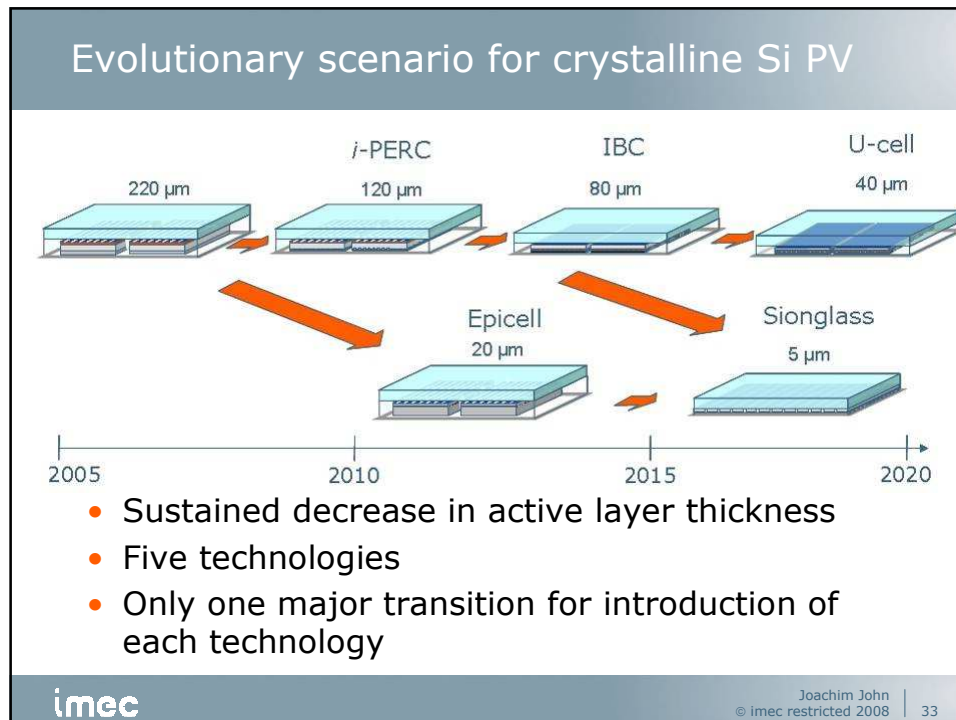 Evolutionary scenario for crystalline Si PV
220 µm
i-PERC
120 µm
IBC
80 µm
U-cell
40 µm
Epicell
20 µm
Sionglass
5 µm
2005
2010
2015
2020
• Sustained decrease in active layer thickness
• Five technologies
• Only one major transition for introduction of
each technology
imec
Joachim John
© imec restricted 2008
33